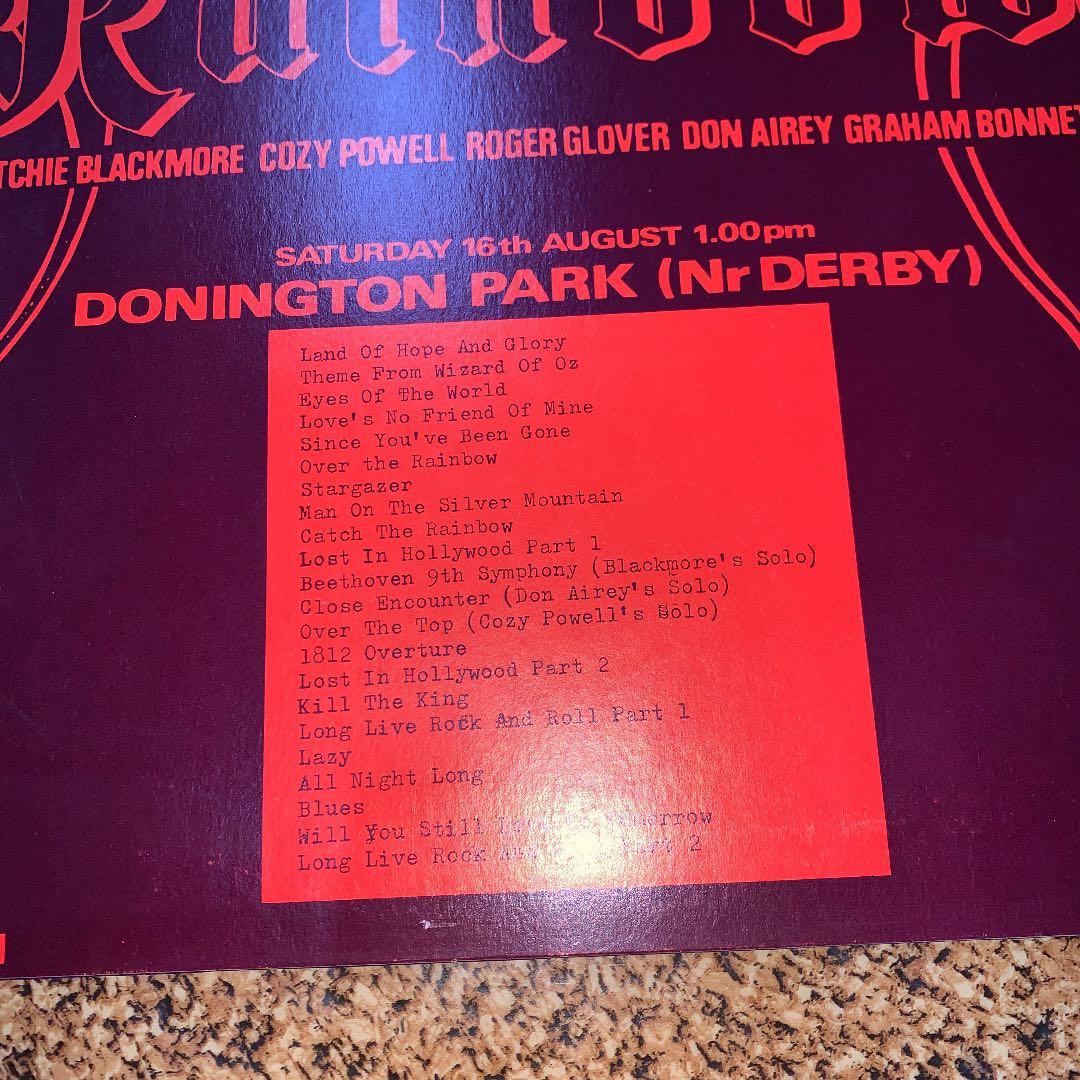 Rainbow
TCHIE BLACKMORE COZY POWELL ROGER GLOVER DON AIREY GRAHAM BONNET
SATURDAY 16th AUGUST 1.00pm
DONINGTON PARK (Nr DERBY)
Land Of Hope And Glory
Theme From Wizard Of Oz
Eyes Of The World
Love's No Friend Of Mine
Since You've Been Gone
Over the Rainbow
Stargazer
Man On The Silver Mountain
Catch The Rainbow
Lost In Hollywood Part 1
Beethoven 9th Symphony (Blackmore's Solo)
Close Encounter (Don Airey's Solo)
Over The Top (Cozy Powell's Solo)
1812 Overture
Lost In Hollywood Part 2
Kill The King
Long Live Rock And Roll Part 1
Lazy
All Night Long
Blues
Will You Still Tomorrow
Long Live Rock And Part 2